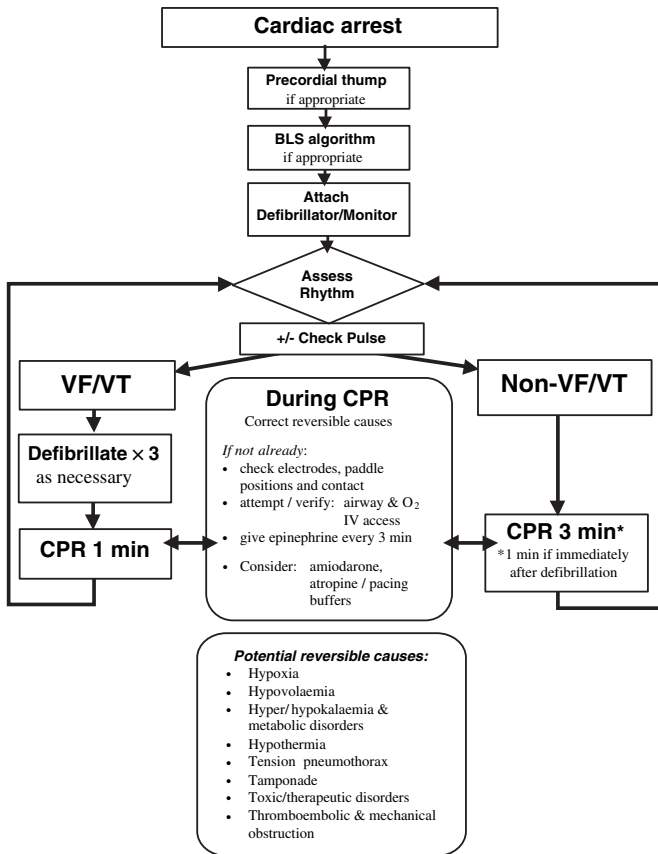 Cardiac arrest
Precordial thump
if appropriate
BLS algorithm
if appropriate
Attach
Defibrillator/Monitor
Assess
Rhythm
+/- Check Pulse
VF/VT
Defibrillate × 3
as necessary
CPR 1 min
During CPR
Correct reversible causes
If not already:
• check electrodes, paddle
positions and contact
• attempt / verify: airway & O₂
IV access
• give epinephrine every 3 min
• Consider: amiodarone,
atropine / pacing
buffers
Non-VF/VT
CPR 3 min*
*1 min if immediately
after defibrillation
Potential reversible causes:
• Hypoxia
• Hypovolaemia
• Hyper/hypokalaemia &
metabolic disorders
• Hypothermia
• Tension pneumothorax
• Tamponade
• Toxic/therapeutic disorders
• Thromboembolic & mechanical
obstruction